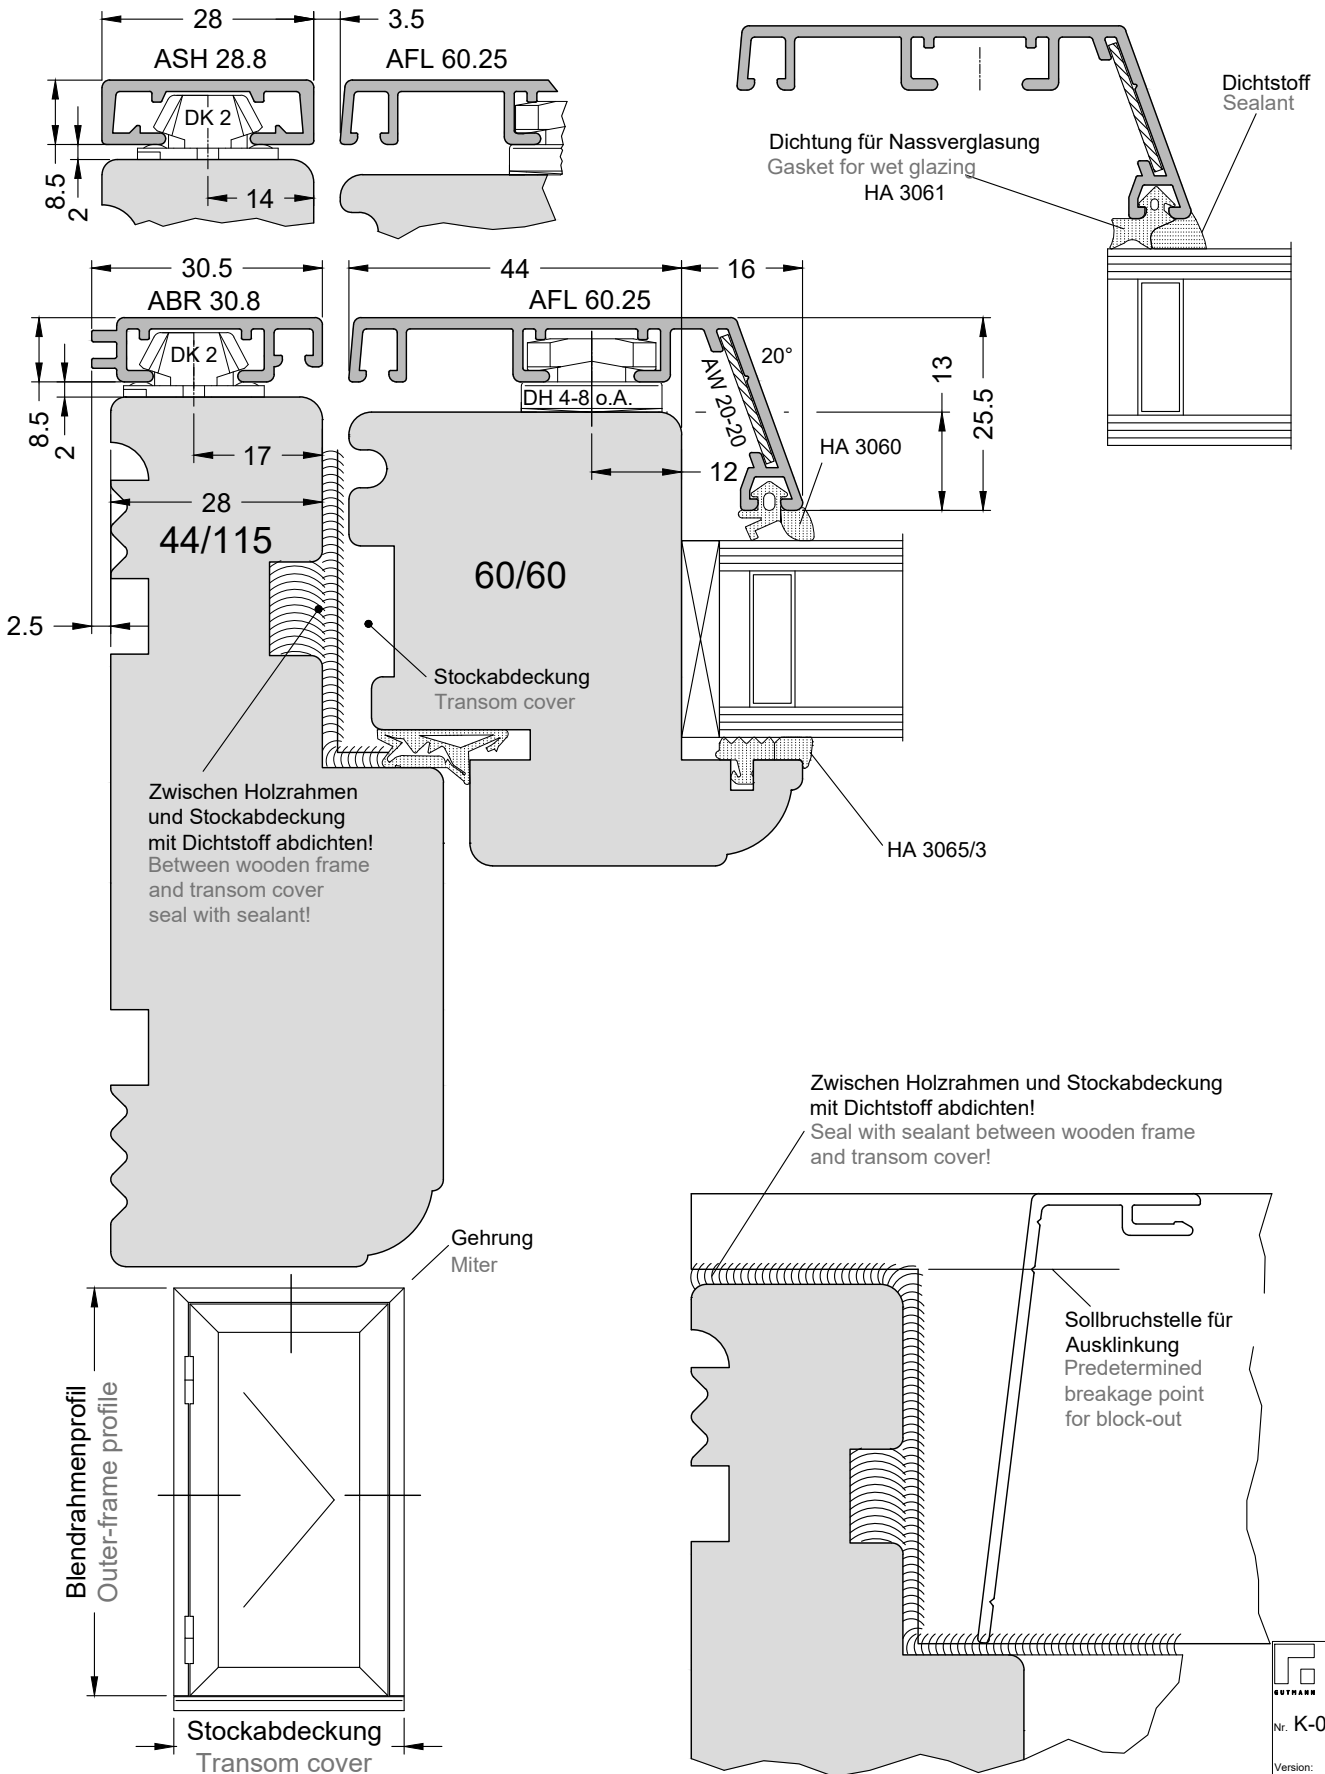 28
3.5
ASH 28.8
AFL 60.25
DK 2
8.5
2
14
Dichtstoff
Sealant
Dichtung für Nassverglasung
Gasket for wet glazing
HA 3061
30.5
44
16
ABR 30.8
AFL 60.25
DK 2
DH 4-8 o.A.
AW 20-20
20°
13
25.5
8.5
2
17
12
HA 3060
28
44/115
60/60
2.5
Stockabdeckung
Transom cover
Zwischen Holzrahmen
und Stockabdeckung
mit Dichtstoff abdichten!
Between wooden frame
and transom cover
seal with sealant!
HA 3065/3
Zwischen Holzrahmen und Stockabdeckung
mit Dichtstoff abdichten!
Seal with sealant between wooden frame
and transom cover!
Gehrung
Miter
Sollbruchstelle für
Ausklinkung
Predetermined
breakage point
for block-out
Blendrahmenprofil
Outer-frame profile
Stockabdeckung
Transom cover
GUTMANN
Nr. K-0
Version: